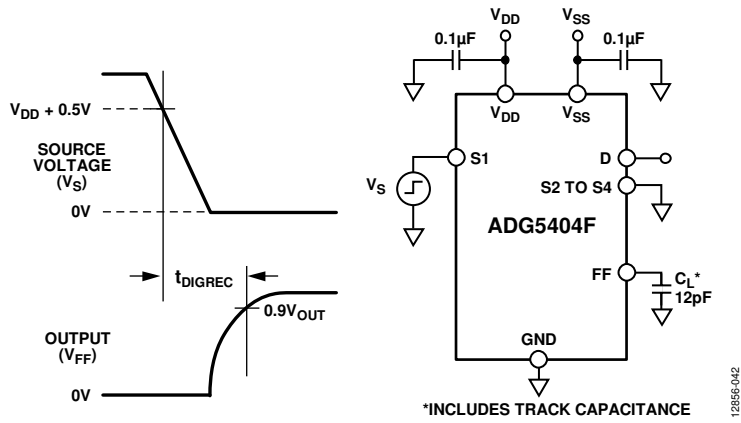 V_DD + 0.5V
SOURCE
VOLTAGE
(V_S)
0V
t_DIGREC
0.9V_OUT
OUTPUT
(V_FF)
0V
V_DD
V_SS
0.1µF
0.1µF
V_DD
V_SS
S1
D
V_S
S2 TO S4
ADG5404F
FF
C_L*
12pF
GND
*INCLUDES TRACK CAPACITANCE
12856-042